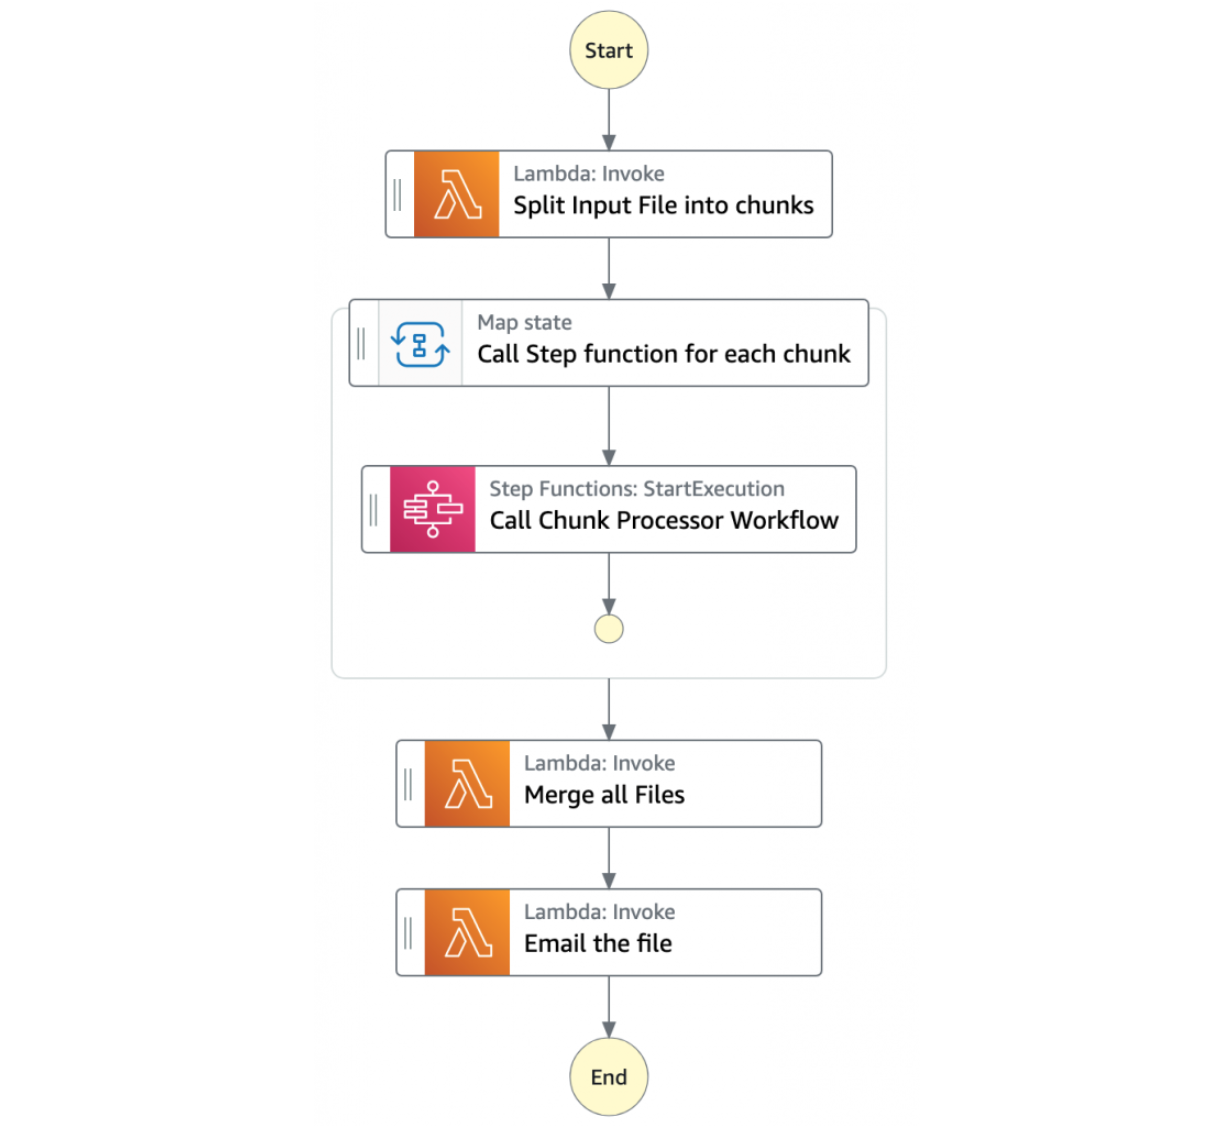 Start
Lambda: Invoke
Split Input File into chunks
Map state
Call Step function for each chunk
Step Functions: StartExecution
Call Chunk Processor Workflow
Lambda: Invoke
Merge all Files
Lambda: Invoke
Email the file
End